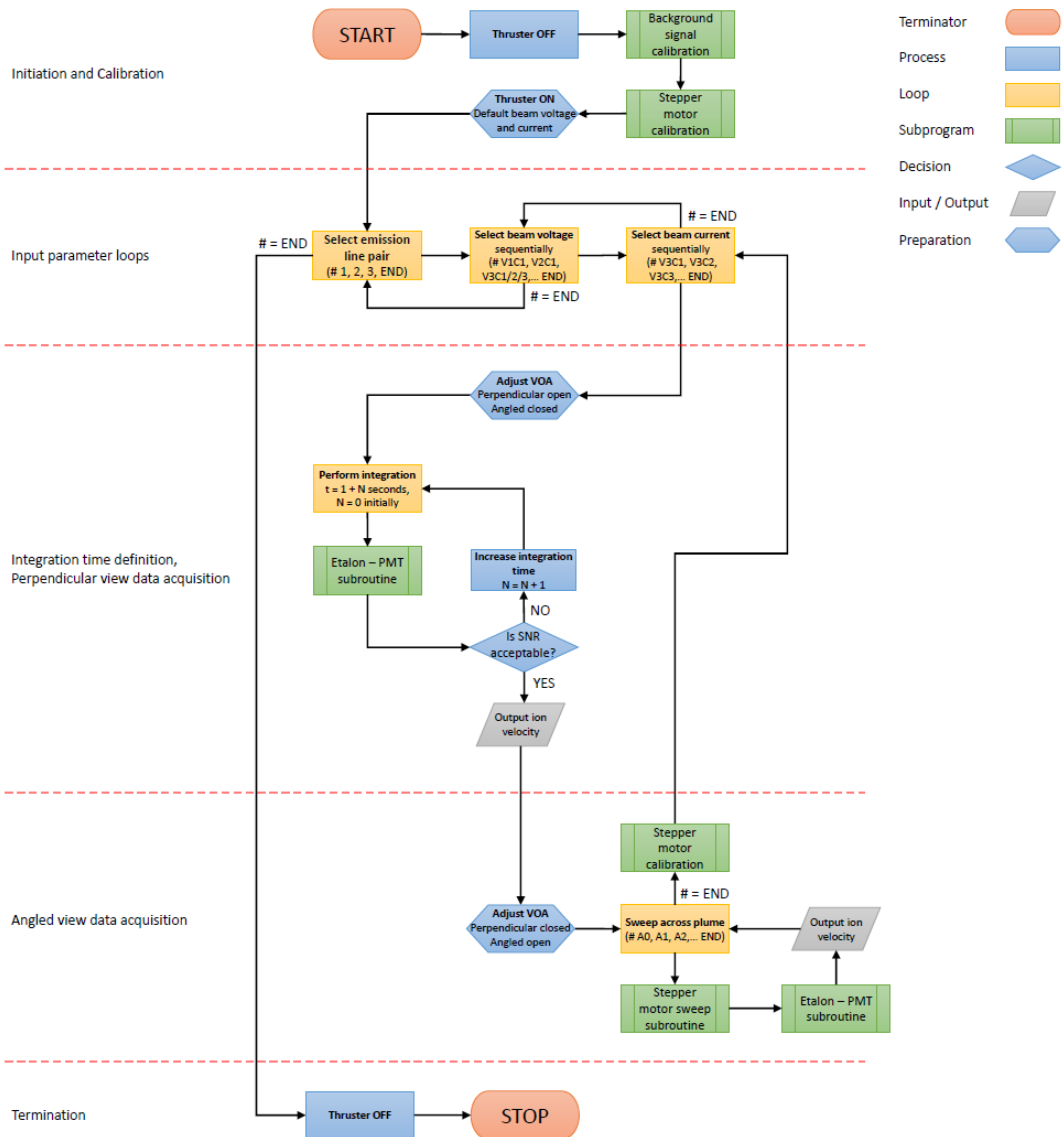 START
Thruster OFF
Background
signal
calibration
Terminator
Process
Loop
Subprogram
Decision
Input / Output
Preparation
Initiation and Calibration
Thruster ON
Default beam voltage
and current
Stepper
motor
calibration
Input parameter loops
# = END
Select emission
line pair
(# 1, 2, 3, END)
Select beam voltage
sequentially
(# V1C1, V2C1,
V3C1/2/3,... END)
# = END
Select beam current
sequentially
(# V3C1, V3C2,
V3C3,... END)
# = END
Adjust VOA
Perpendicular open
Angled closed
Perform integration
t = 1 + N seconds,
N = 0 initially
Integration time definition,
Perpendicular view data acquisition
Etalon – PMT
subroutine
Increase integration
time
N = N + 1
NO
Is SNR
acceptable?
YES
Output ion
velocity
Stepper
motor
calibration
# = END
Angled view data acquisition
Adjust VOA
Perpendicular closed
Angled open
Sweep across plume
(# A0, A1, A2,... END)
Output ion
velocity
Stepper
motor sweep
subroutine
Etalon – PMT
subroutine
Termination
Thruster OFF
STOP